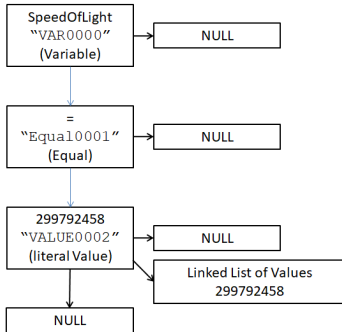 SpeedOfLight
"VAR0000"
(Variable)
NULL
=
"Equal0001"
(Equal)
NULL
299792458
"VALUE0002"
(literal Value)
NULL
Linked List of Values
299792458
NULL